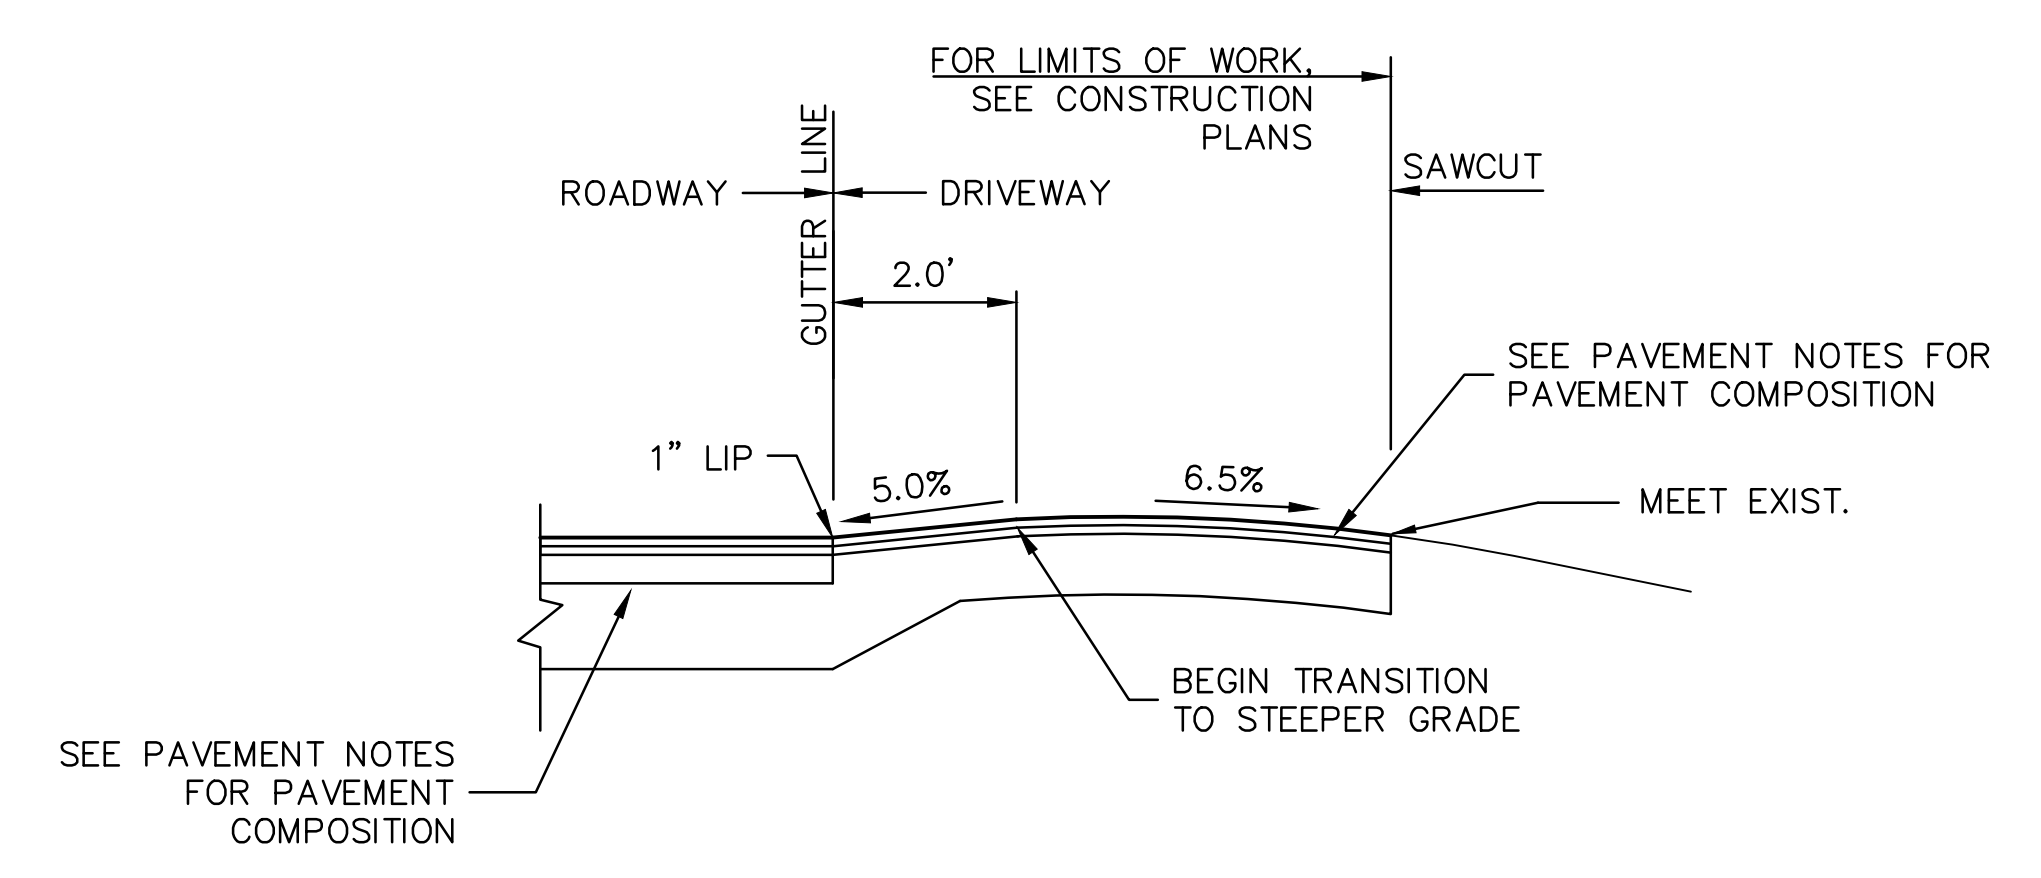 FOR LIMITS OF WORK,
SEE CONSTRUCTION
PLANS
SAWCUT
GUTTER LINE
ROADWAY
DRIVEWAY
2.0'
SEE PAVEMENT NOTES FOR
PAVEMENT COMPOSITION
1" LIP
5.0%
6.5%
MEET EXIST.
BEGIN TRANSITION
TO STEEPER GRADE
SEE PAVEMENT NOTES
FOR PAVEMENT
COMPOSITION